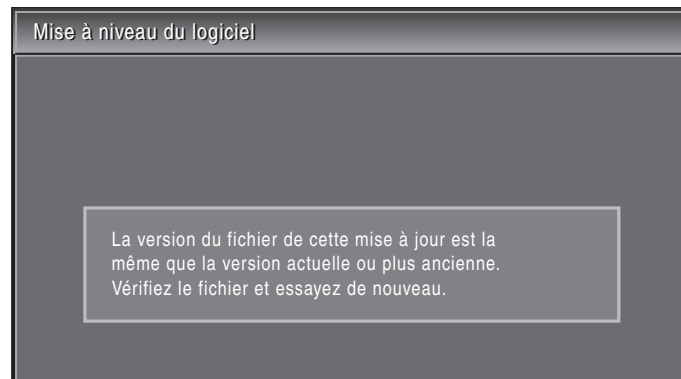 Mise à niveau du logiciel
La version du fichier de cette mise à jour est la
même que la version actuelle ou plus ancienne.
Vérifiez le fichier et essayez de nouveau.